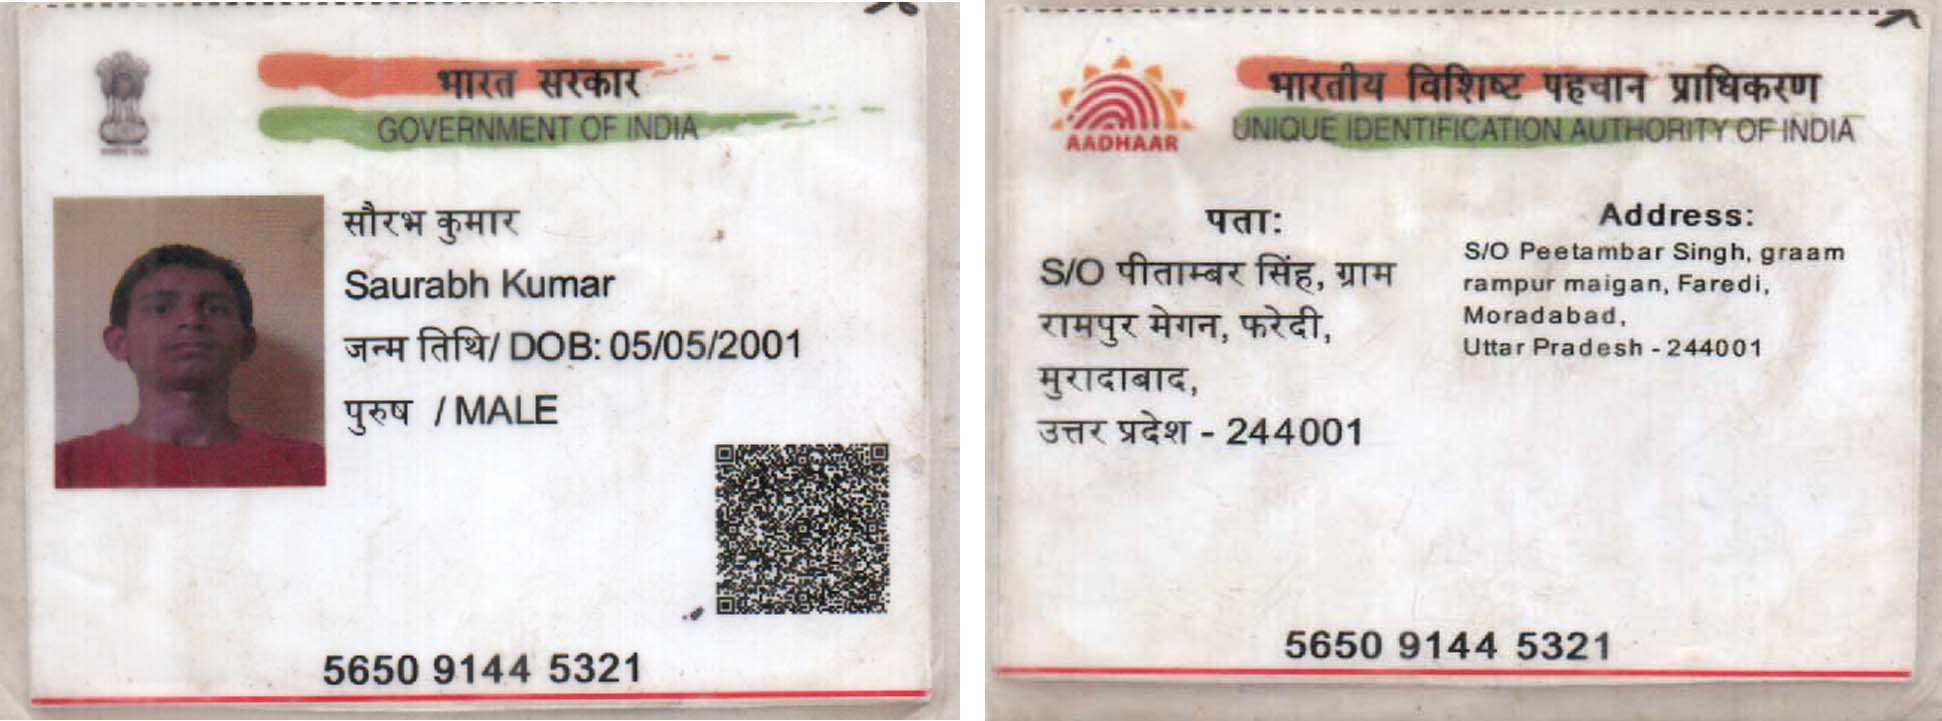 भारत सरकार
GOVERNMENT OF INDIA
सौरभ कुमार
Saurabh Kumar
जन्म तिथि/ DOB: 05/05/2001
पुरुष / MALE
5650 9144 5321
भारतीय विशिष्ट पहचान प्राधिकरण
UNIQUE IDENTIFICATION AUTHORITY OF INDIA
AADHAAR
पता:
S/O पीताम्बर सिंह, ग्राम
रामपुर मेगन, फरेदी,
मुरादाबाद,
उत्तर प्रदेश - 244001
Address:
S/O Peetambar Singh, graam
rampur maigan, Faredi,
Moradabad,
Uttar Pradesh - 244001
5650 9144 5321